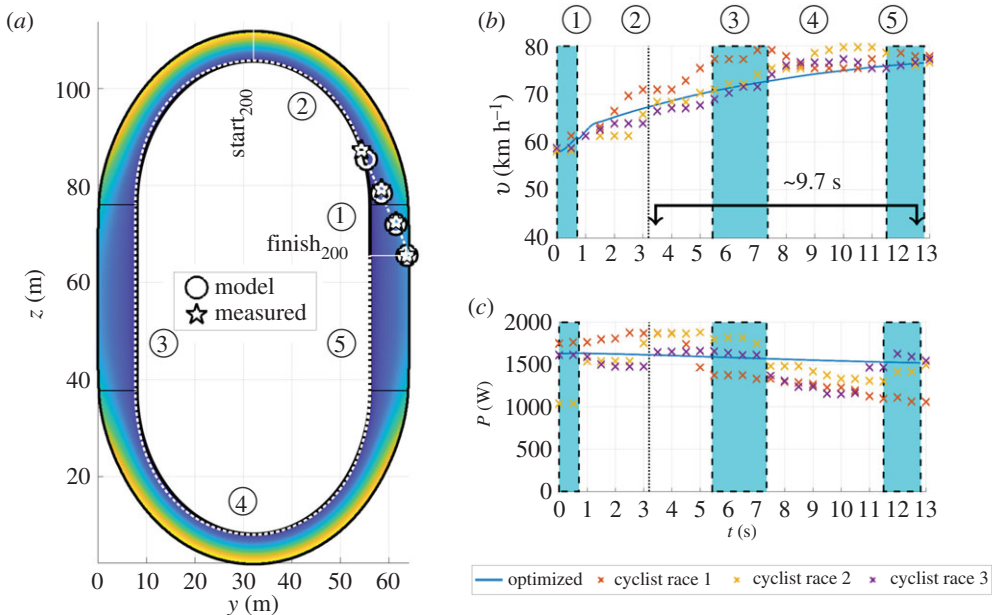 (a)
100
80
60
40
20
z (m)
0 10 20 30 40 50 60
y (m)
start200
finish200
1
2
3
4
5
model
measured
(b)
1 2 3 4 5
80
70
60
50
40
υ (km h−1)
~9.7 s
0 1 2 3 4 5 6 7 8 9 10 11 12 13
(c)
2000
1500
1000
500
0
P (W)
0 1 2 3 4 5 6 7 8 9 10 11 12 13
t (s)
optimized cyclist race 1 cyclist race 2 cyclist race 3